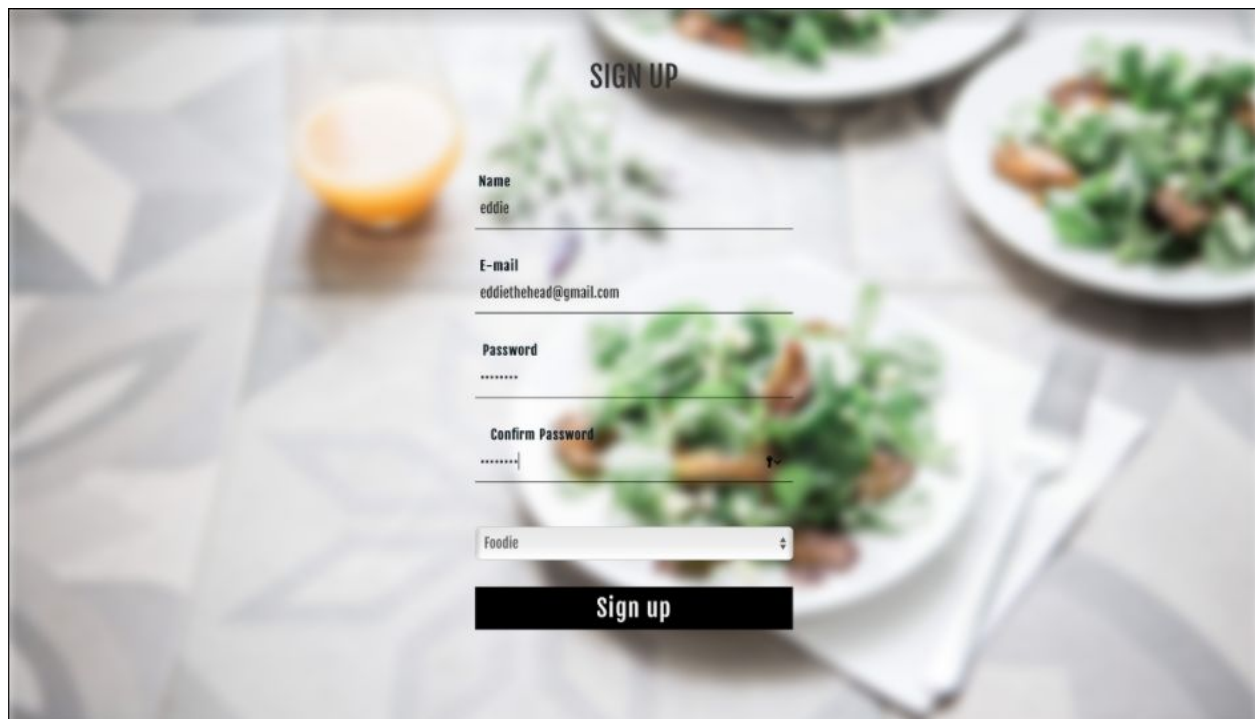 SIGN UP
Name
eddie
E-mail
eddiethehead@gmail.com
Password
••••••••
Confirm Password
••••••••
Foodie
Sign up